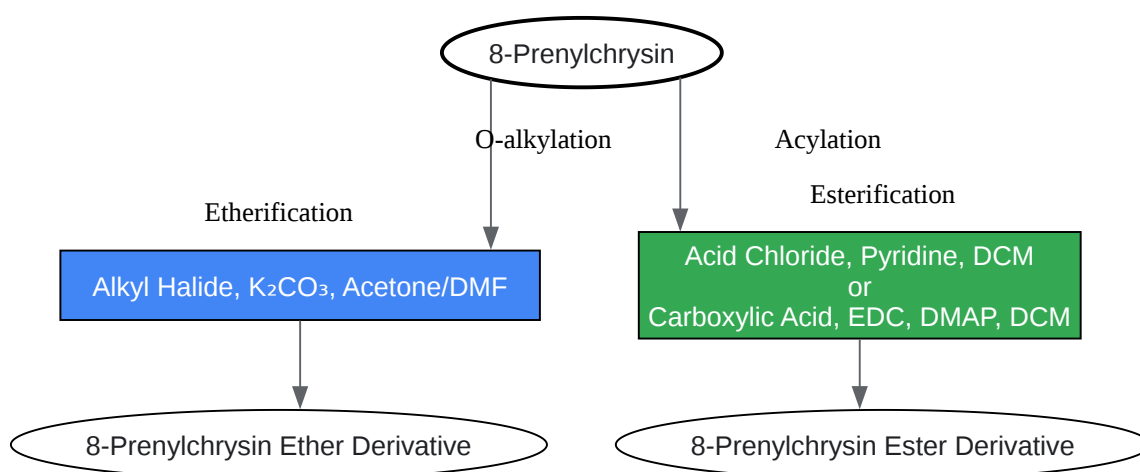 8-Prenylchrysin
O-alkylation
Acylation
Etherification
Esterification
Alkyl Halide, K₂CO₃, Acetone/DMF
Acid Chloride, Pyridine, DCM
or
Carboxylic Acid, EDC, DMAP, DCM
8-Prenylchrysin Ether Derivative
8-Prenylchrysin Ester Derivative